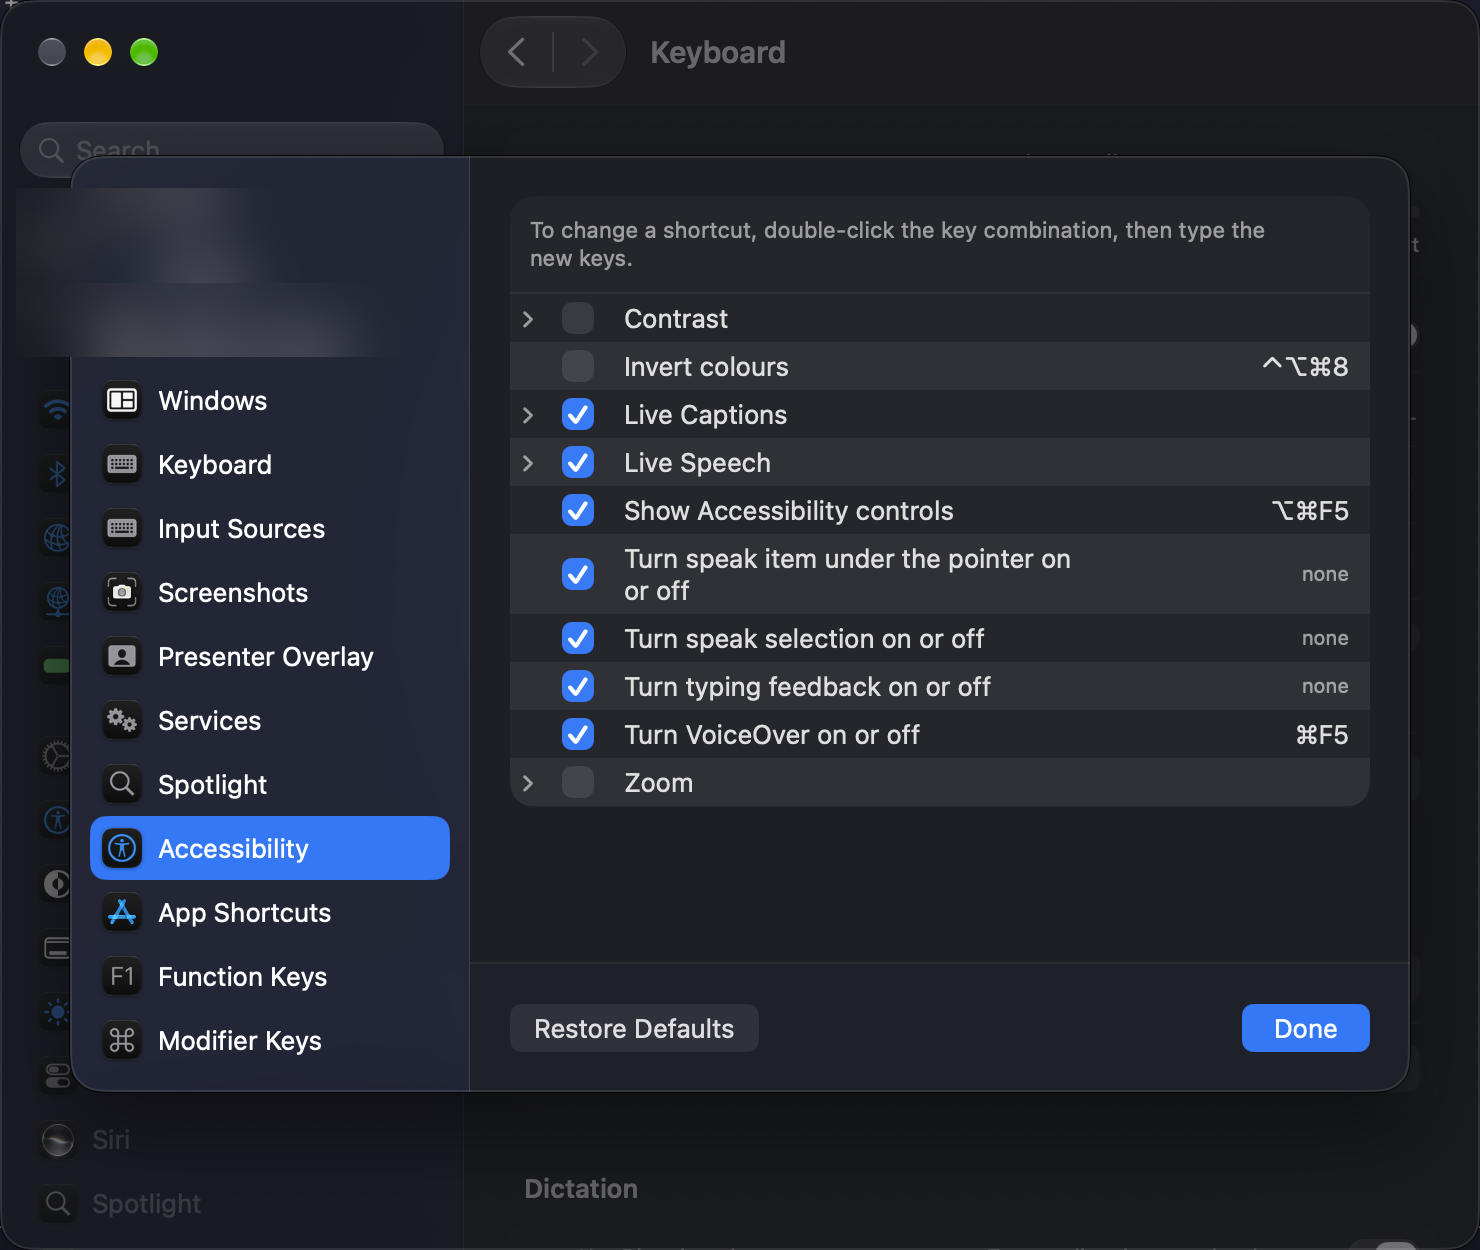 Keyboard
Search
To change a shortcut, double-click the key combination, then type the
new keys.
Contrast
Invert colours ^⌥⌘8
Live Captions
Live Speech
Show Accessibility controls ⌥⌘F5
Turn speak item under the pointer on
or off
none
Turn speak selection on or off none
Turn typing feedback on or off none
Turn VoiceOver on or off ⌘F5
Zoom
Windows
Keyboard
Input Sources
Screenshots
Presenter Overlay
Services
Spotlight
Accessibility
App Shortcuts
F1 Function Keys
Modifier Keys
Restore Defaults
Done
Siri
Spotlight
Dictation